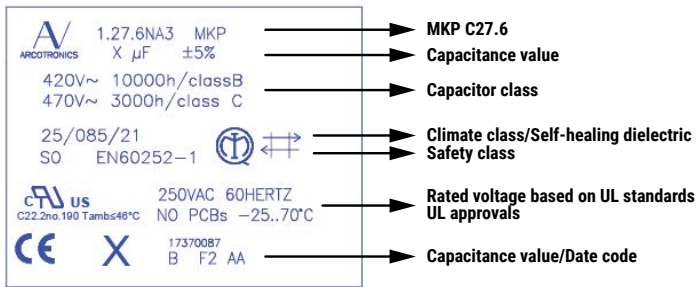 1.27.6NA3 MKP
ARCOTRONICS X µF ±5%
420V~ 10000h/classB
470V~ 3000h/class C
25/085/21
SO EN60252-1
c US 250VAC 60HERTZ
C22.2no.190 Tamb≤46°C NO PCBs -25..70°C
CE X 17370087
B F2 AA
MKP C27.6
Capacitance value
Capacitor class
Climate class/Self-healing dielectric
Safety class
Rated voltage based on UL standards
UL approvals
Capacitance value/Date code